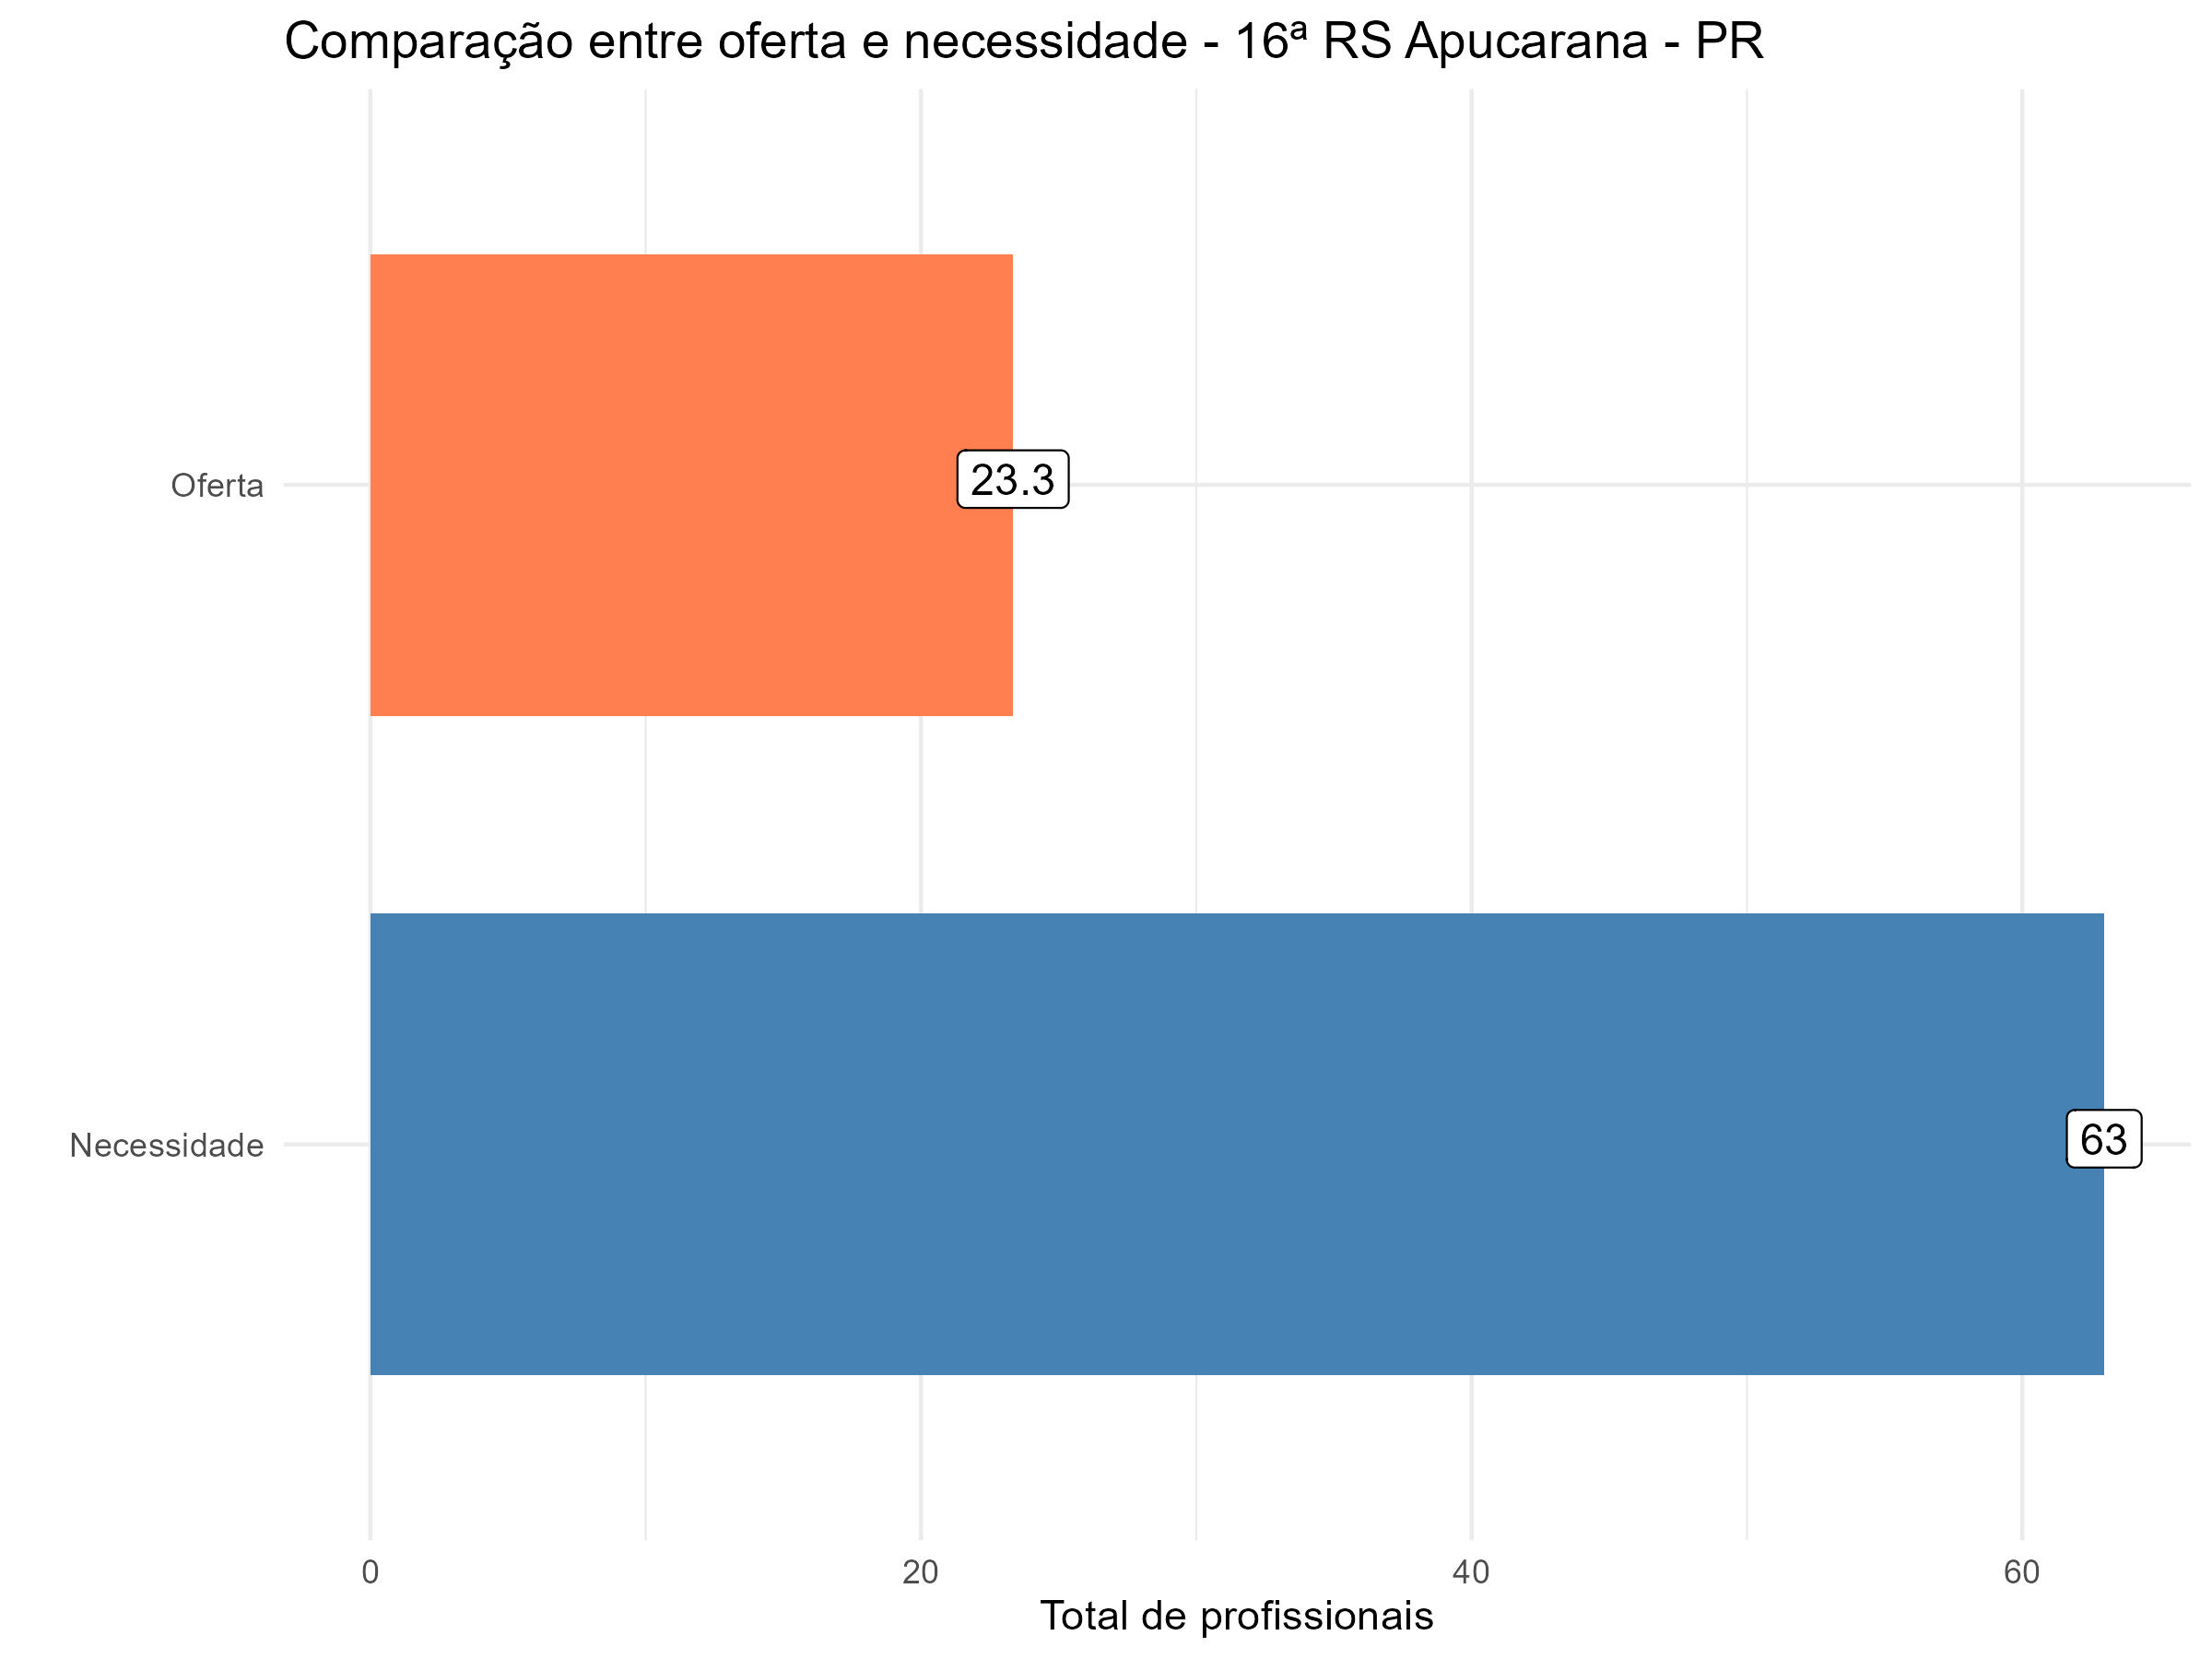 Comparação entre oferta e necessidade - 16ª RS Apucarana - PR
Oferta
23.3
Necessidade
63
0
20
40
60
Total de profissionais